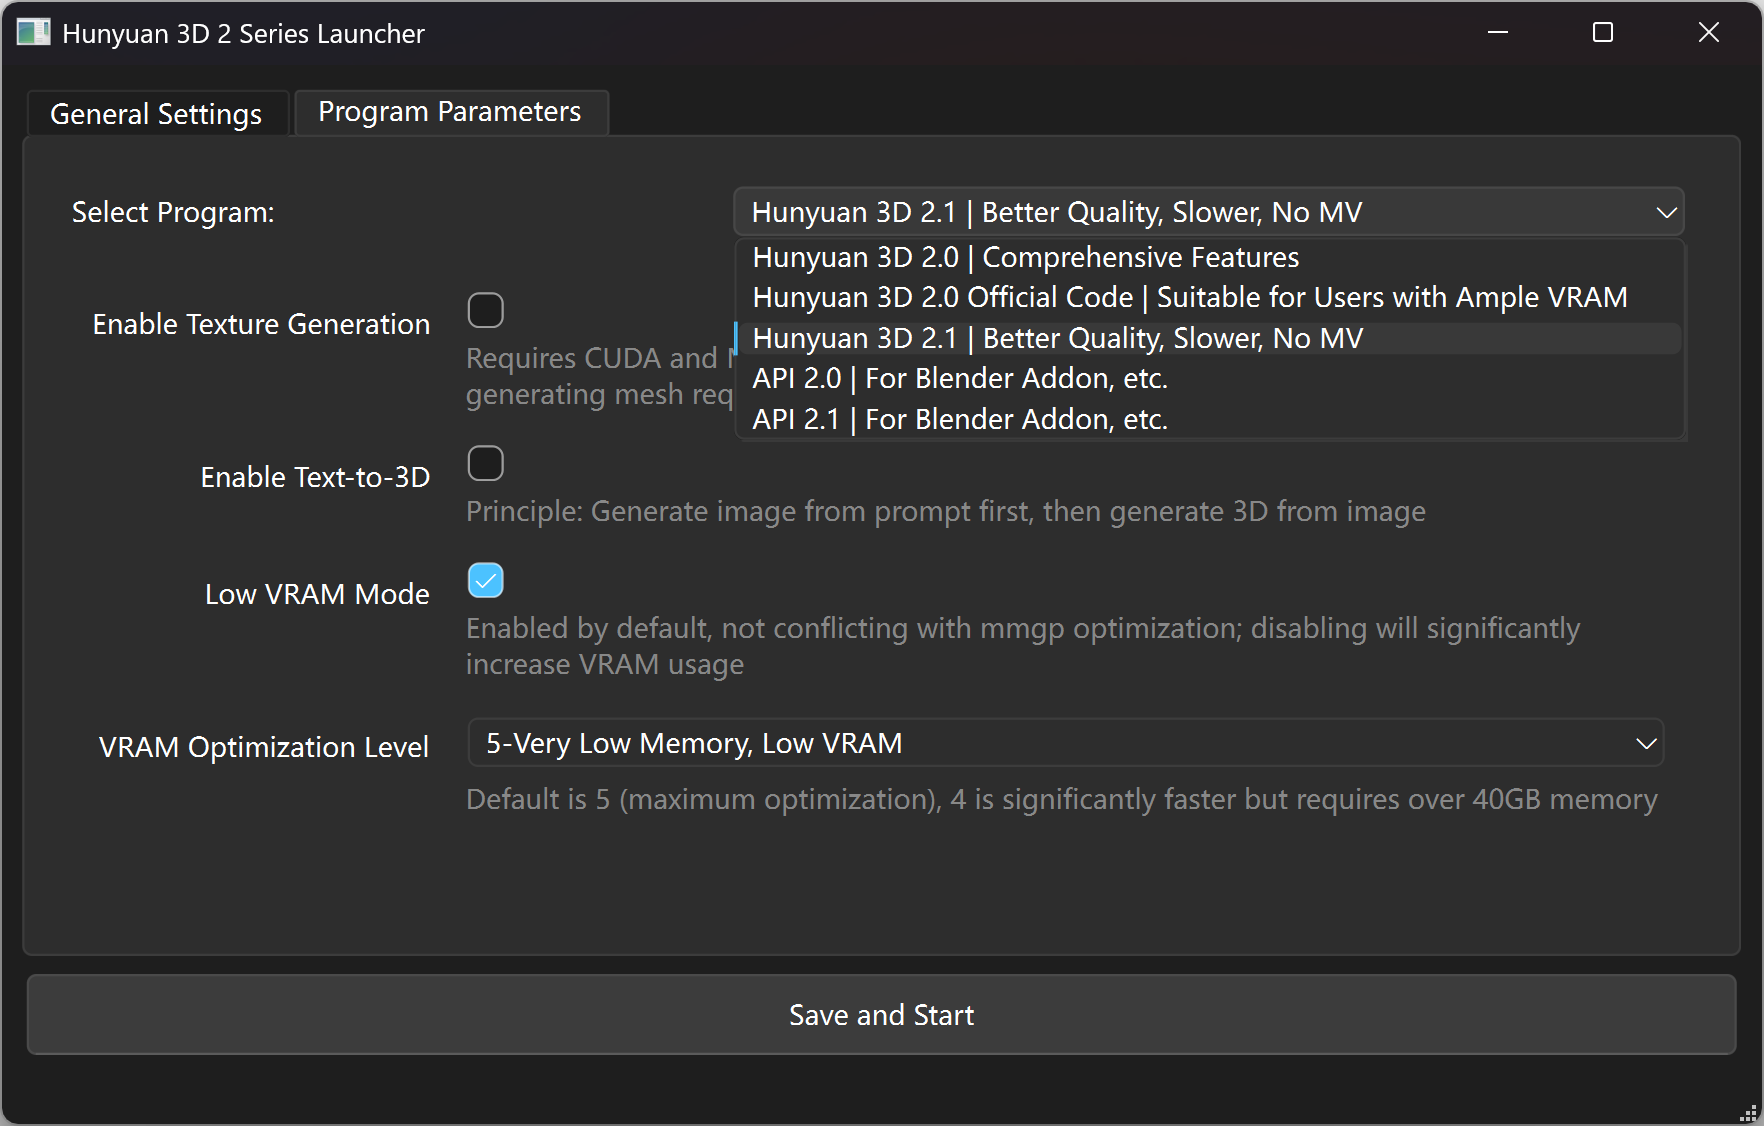 Hunyuan 3D 2 Series Launcher
General Settings
Program Parameters
Select Program:
Hunyuan 3D 2.1 | Better Quality, Slower, No MV
Hunyuan 3D 2.0 | Comprehensive Features
Hunyuan 3D 2.0 Official Code | Suitable for Users with Ample VRAM
Hunyuan 3D 2.1 | Better Quality, Slower, No MV
API 2.0 | For Blender Addon, etc.
API 2.1 | For Blender Addon, etc.
Enable Texture Generation
Requires CUDA and
generating mesh req
Enable Text-to-3D
Principle: Generate image from prompt first, then generate 3D from image
Low VRAM Mode
Enabled by default, not conflicting with mmgp optimization; disabling will significantly
increase VRAM usage
VRAM Optimization Level
5-Very Low Memory, Low VRAM
Default is 5 (maximum optimization), 4 is significantly faster but requires over 40GB memory
Save and Start